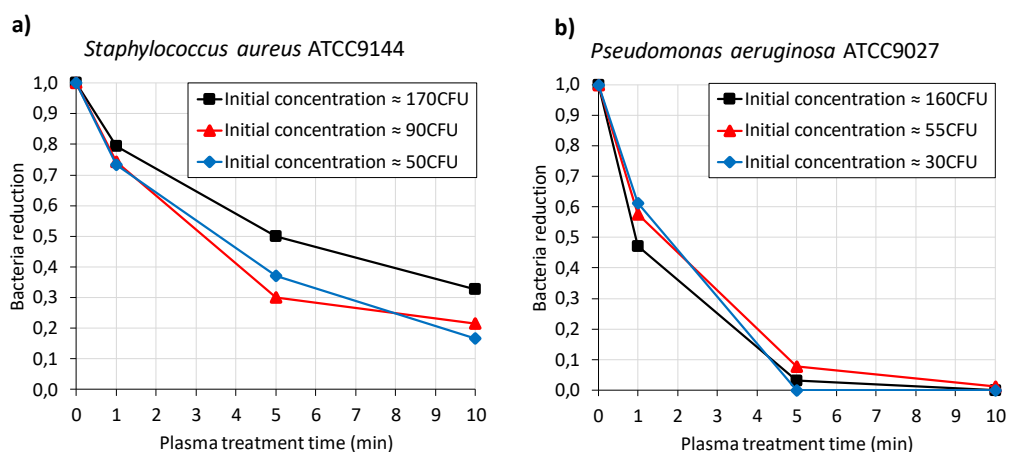 a)
Staphylococcus aureus ATCC9144
Initial concentration ≈ 170CFU
Initial concentration ≈ 90CFU
Initial concentration ≈ 50CFU
Bacteria reduction
1,0
0,9
0,8
0,7
0,6
0,5
0,4
0,3
0,2
0,1
0,0
0 1 2 3 4 5 6 7 8 9 10
Plasma treatment time (min)
b)
Pseudomonas aeruginosa ATCC9027
Initial concentration ≈ 160CFU
Initial concentration ≈ 55CFU
Initial concentration ≈ 30CFU
Bacteria reduction
1,0
0,9
0,8
0,7
0,6
0,5
0,4
0,3
0,2
0,1
0,0
0 1 2 3 4 5 6 7 8 9 10
Plasma treatment time (min)